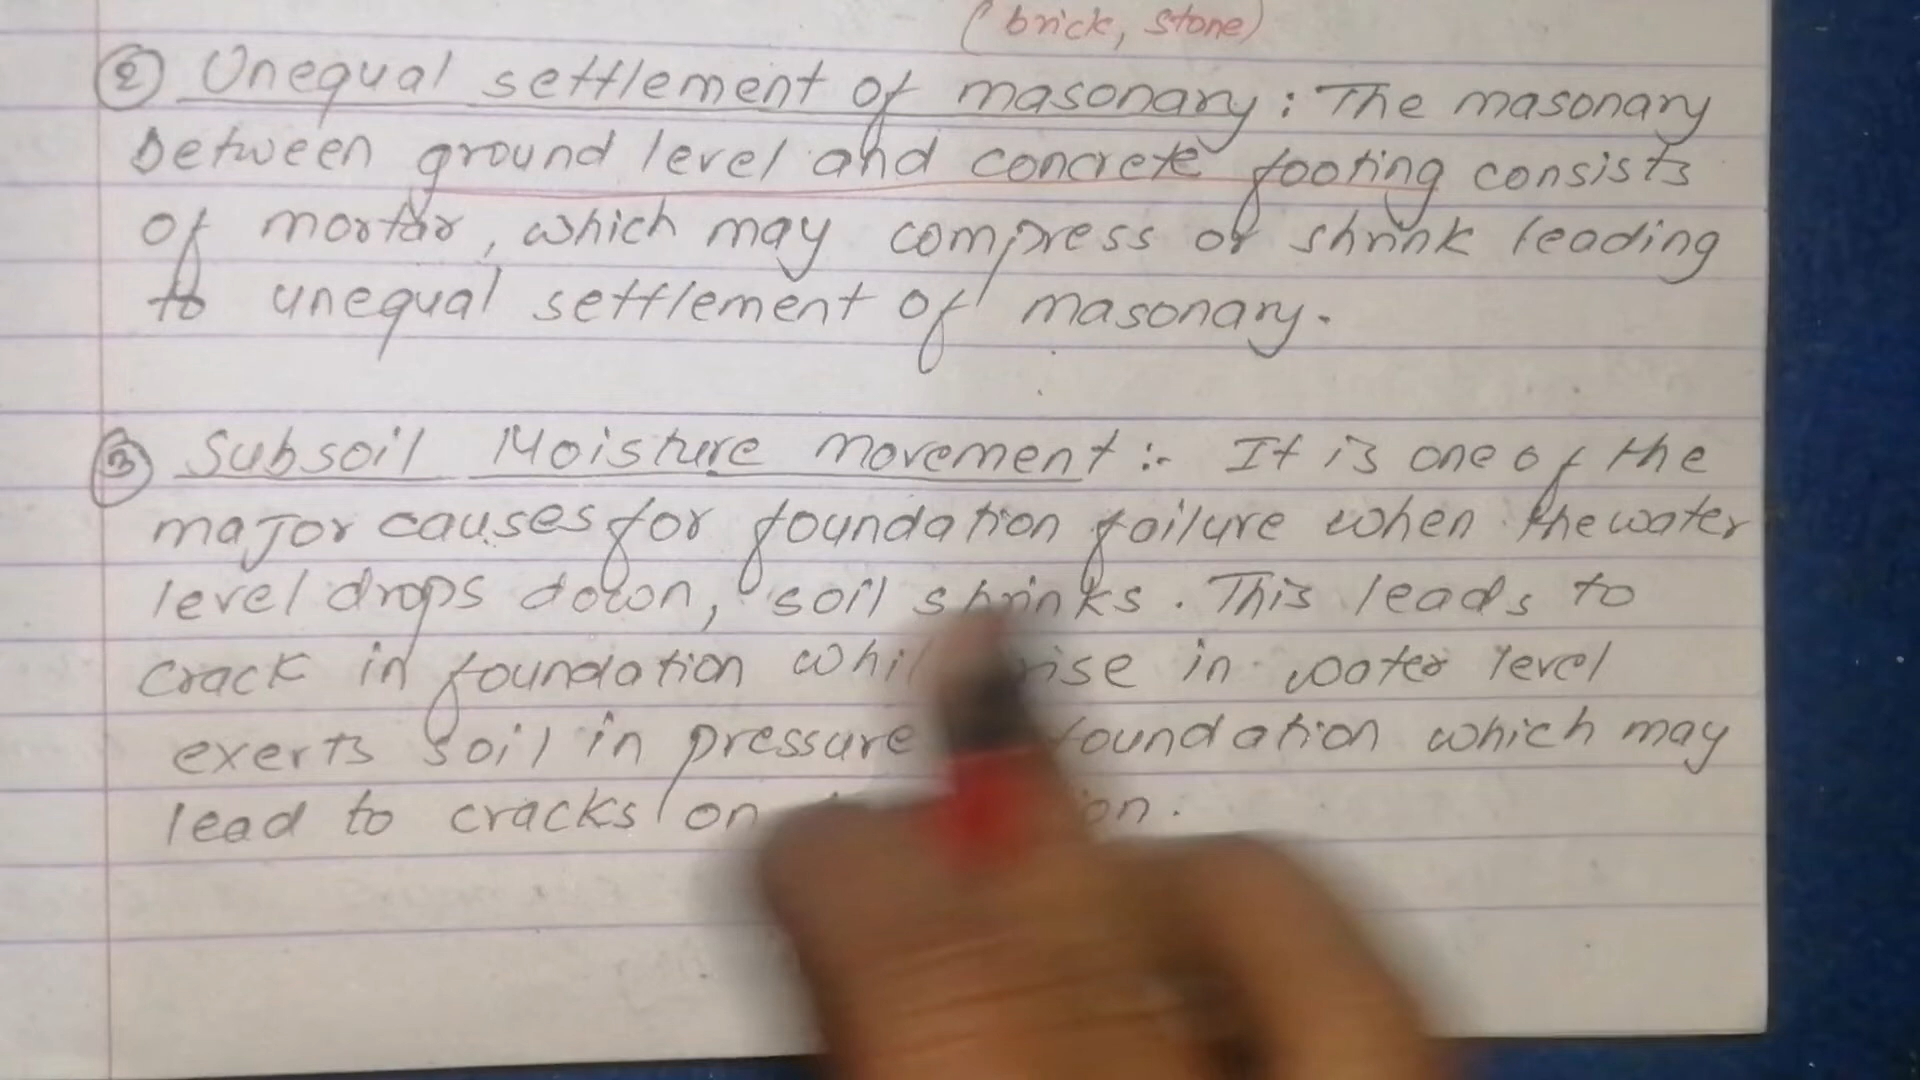 (brick, stone)
② Unequal settlement of masonary : The masonary
between ground level and concrete footing consists
of mortar, which may compress or shrink leading
to unequal settlement of masonary.
③ Subsoil Moisture movement :- It is one of the
major causes for foundation failure when the water
level drops down, soil shrinks. This leads to
crack in foundation rise in water level
exerts soil in pressure foundation which may
lead to cracks on